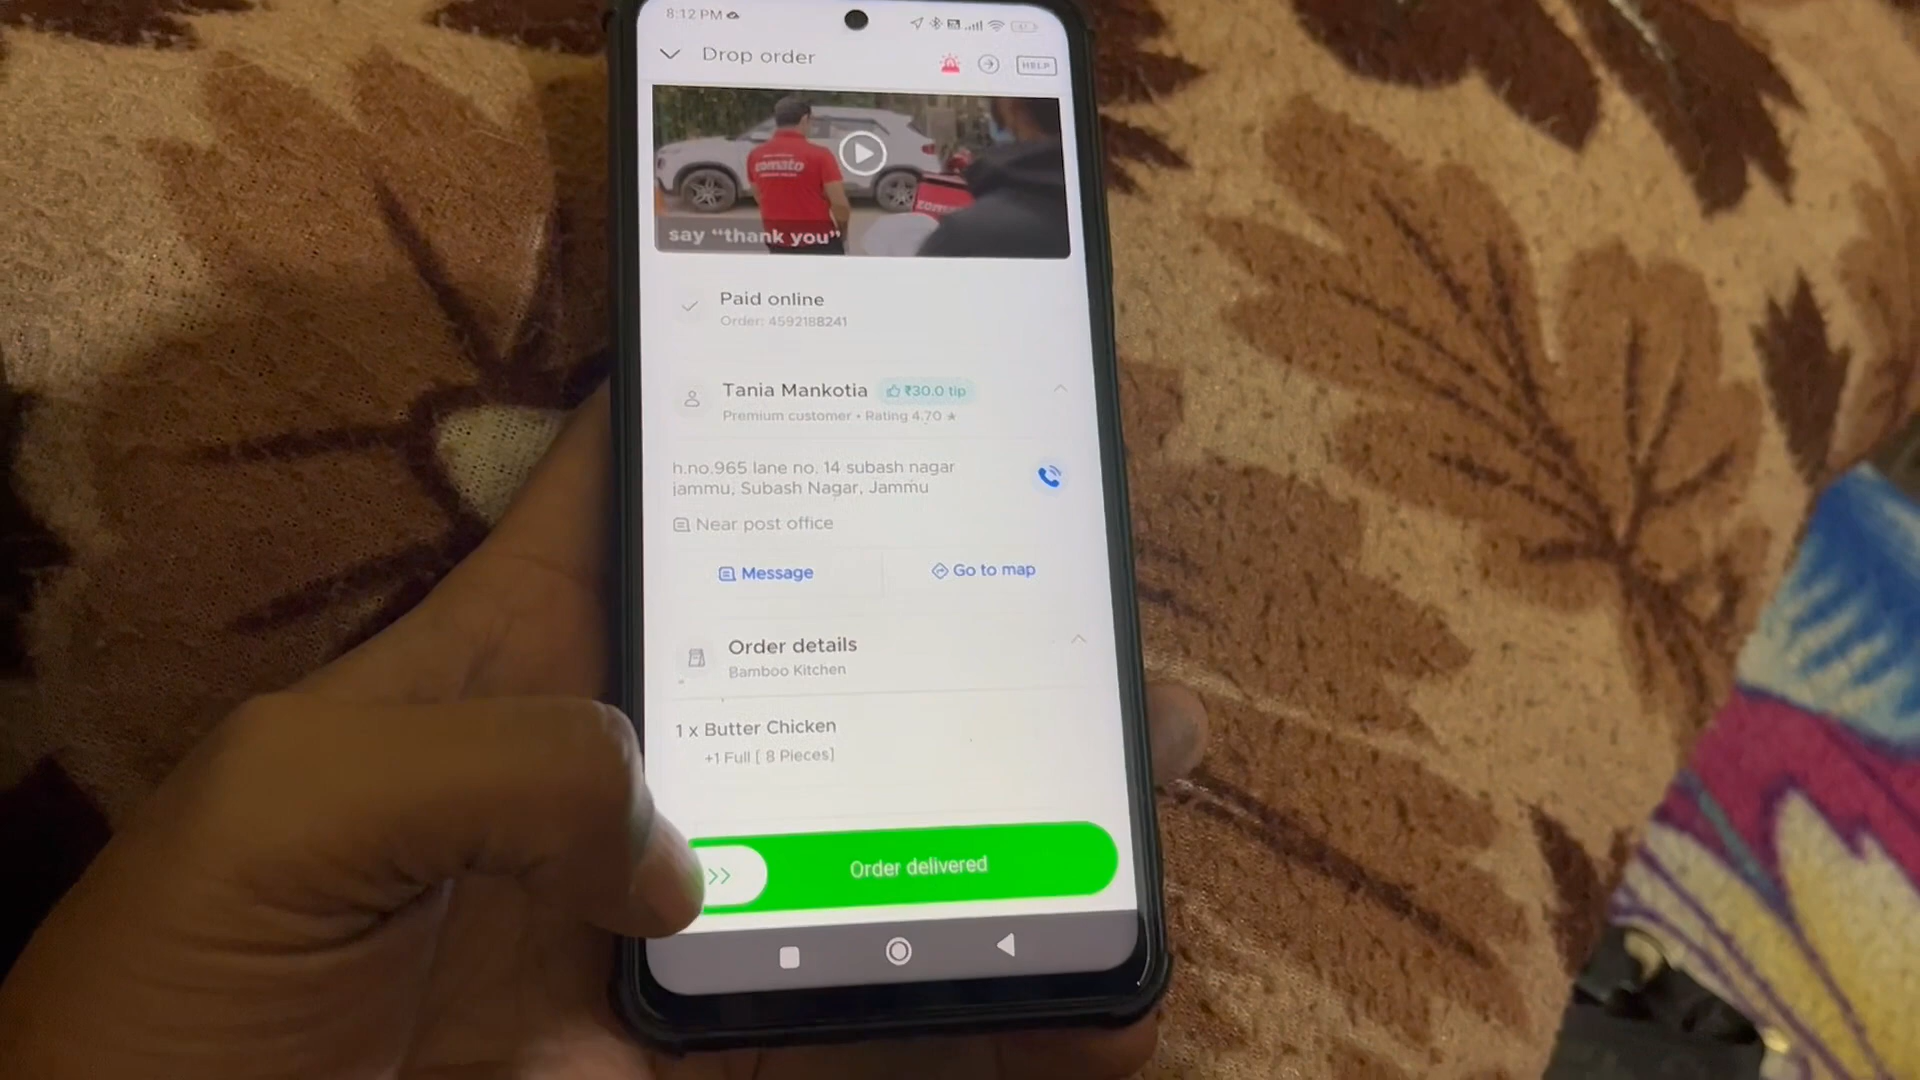 8:12 PM
Drop order
HELP
zomato
say “thank you”
Paid online
Order: 4592188241
Tania Mankotia
₹30.0 tip
Premium customer • Rating 4.70 ★
h.no.965 lane no. 14 subash nagar
jammu, Subash Nagar, Jammu
Near post office
Message
Go to map
Order details
Bamboo Kitchen
1 x Butter Chicken
+1 Full [ 8 Pieces]
>> Order delivered